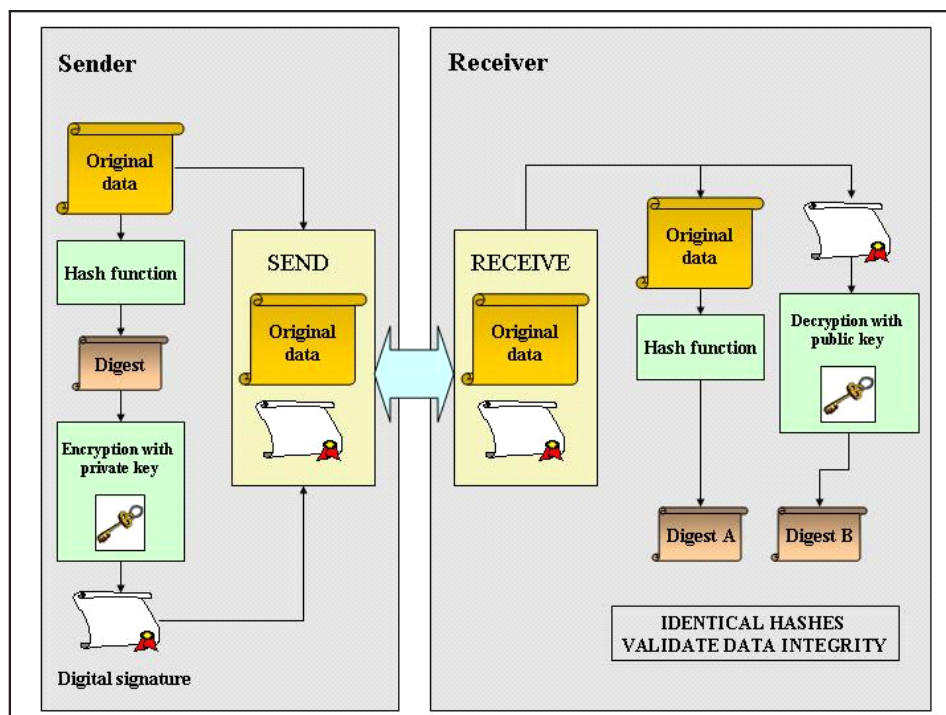 Sender
Original
data
Hash function
Digest
Encryption with
private key
Digital signature
SEND
Original
data
Receiver
RECEIVE
Original
data
Original
data
Hash function
Decryption with
public key
Digest A
Digest B
IDENTICAL HASHES
VALIDATE DATA INTEGRITY